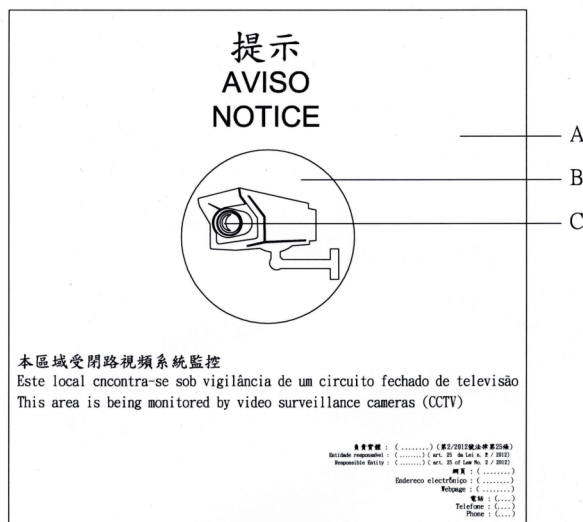 提示
AVISO
NOTICE
A
B
C
本區域受閉路視頻系統監控
Este local cncontra-se sob vigilância de um circuito fechado de televisão
This area is being monitored by video surveillance cameras (CCTV)
負責實體 : (........) (第2/2012號法律第25條)
Entidade responsável : (........) ( art. 25 da Lei n. 2 / 2012)
Responsible Entity : (........) ( art. 25 of Law No. 2 / 2012)
網頁 : (........)
Endereco electrôniço : (........)
Webpage : (........)
電話 : (....)
Telefone : (....)
Phone : (....)